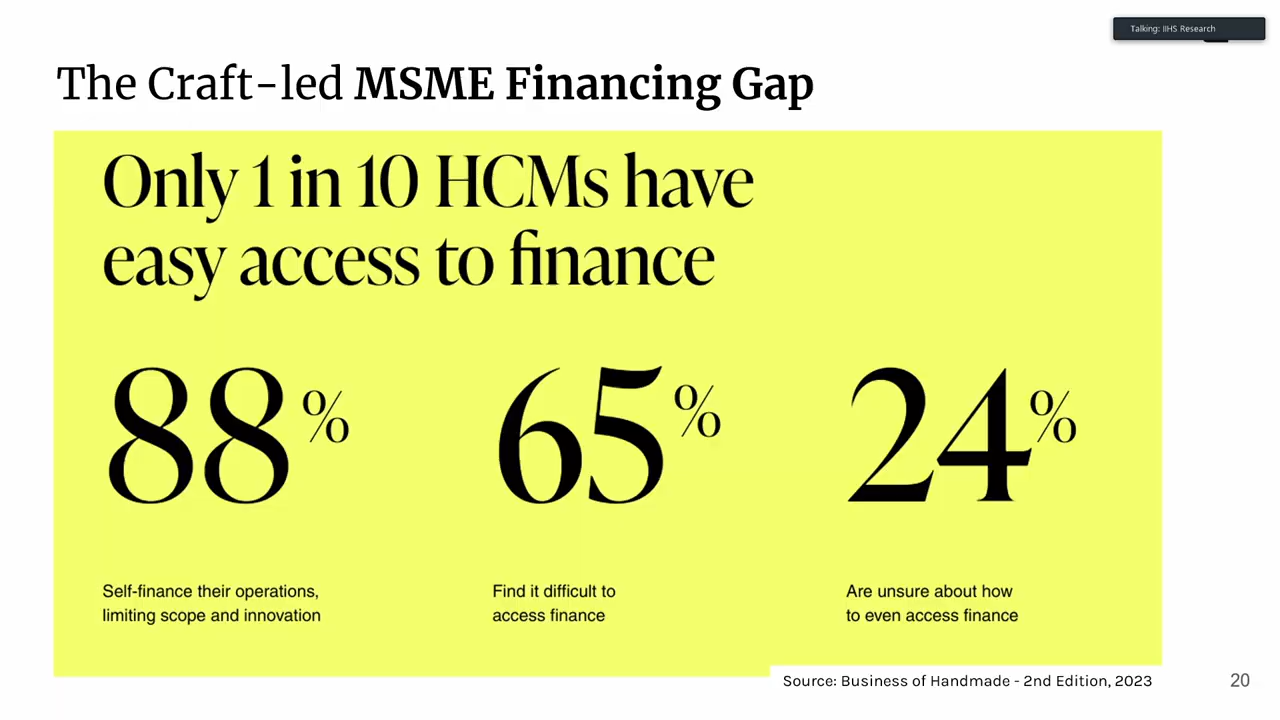 Talking: IIHS Research
The Craft-led MSME Financing Gap
Only 1 in 10 HCMs have
easy access to finance
88%
65%
24%
Self-finance their operations,
limiting scope and innovation
Find it difficult to
access finance
Are unsure about how
to even access finance
Source: Business of Handmade - 2nd Edition, 2023
20